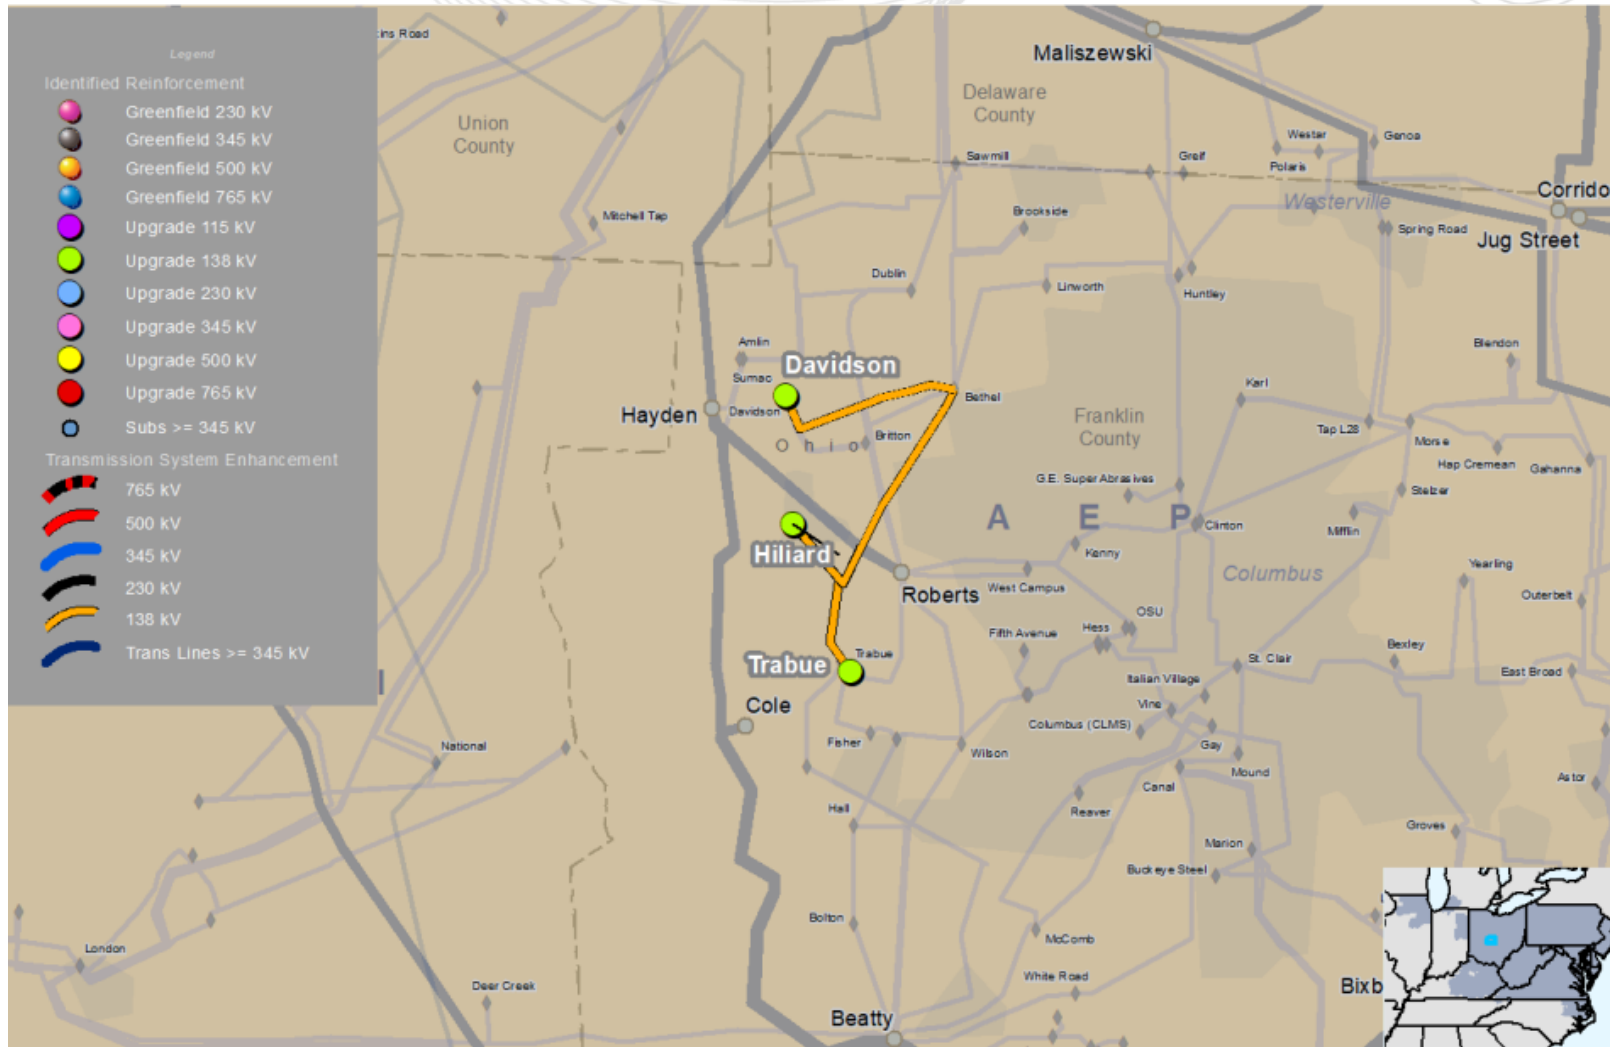 Legend
Identified Reinforcement
Greenfield 230 kV
Greenfield 345 kV
Greenfield 500 kV
Greenfield 765 kV
Upgrade 115 kV
Upgrade 138 kV
Upgrade 230 kV
Upgrade 345 kV
Upgrade 500 kV
Upgrade 765 kV
Subs >= 345 kV
Transmission System Enhancement
765 kV
500 kV
345 kV
230 kV
138 kV
Trans Lines >= 345 kV
ins Road
Maliszewski
Delaware
County
Union
County
Westar
Genoa
Sawmill
Greif
Polaris
Corrido
Westerville
Mitchell Tap
Brookside
Spring Road
Jug Street
Dublin
Linworth
Huntley
Amlin
Blendon
Davidson
Sumac
Karl
Bethel
Hayden
Davidson
Franklin
County
Tap L28
Ohio
Britton
Morse
Hap Cremean
Gahanna
G.E. Super Abrasives
Stelzer
A E P
Clinton
Mifflin
Hiliard
Kenny
Yearling
Columbus
Roberts
West Campus
Outerbelt
OSU
Fifth Avenue
Hess
Bexley
Trabue
Trabue
St. Clair
East Broad
Italian Village
Cole
Vine
Columbus (CLMS)
Fisher
Gay
National
Wilson
Mound
Astor
Canal
Hall
Reaver
Groves
Marion
Buckeye Steel
Bolton
McComb
London
White Road
Deer Creek
Bixb
Beatty